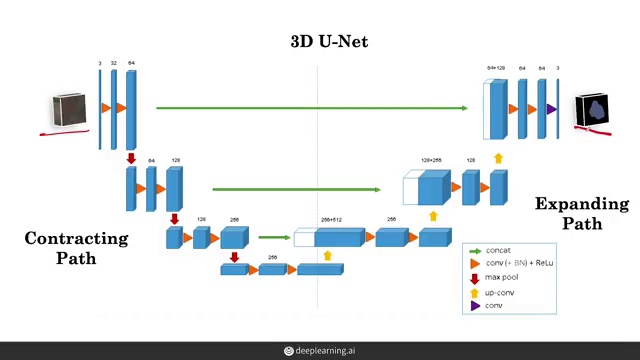 3D U-Net
3 32 64
64+128 64 64 3
64 128
128+256 128
128 256
256+512 256
256
Contracting
Path
Expanding
Path
concat
conv (+ BN) + ReLu
max pool
up-conv
conv
deeplearning.ai